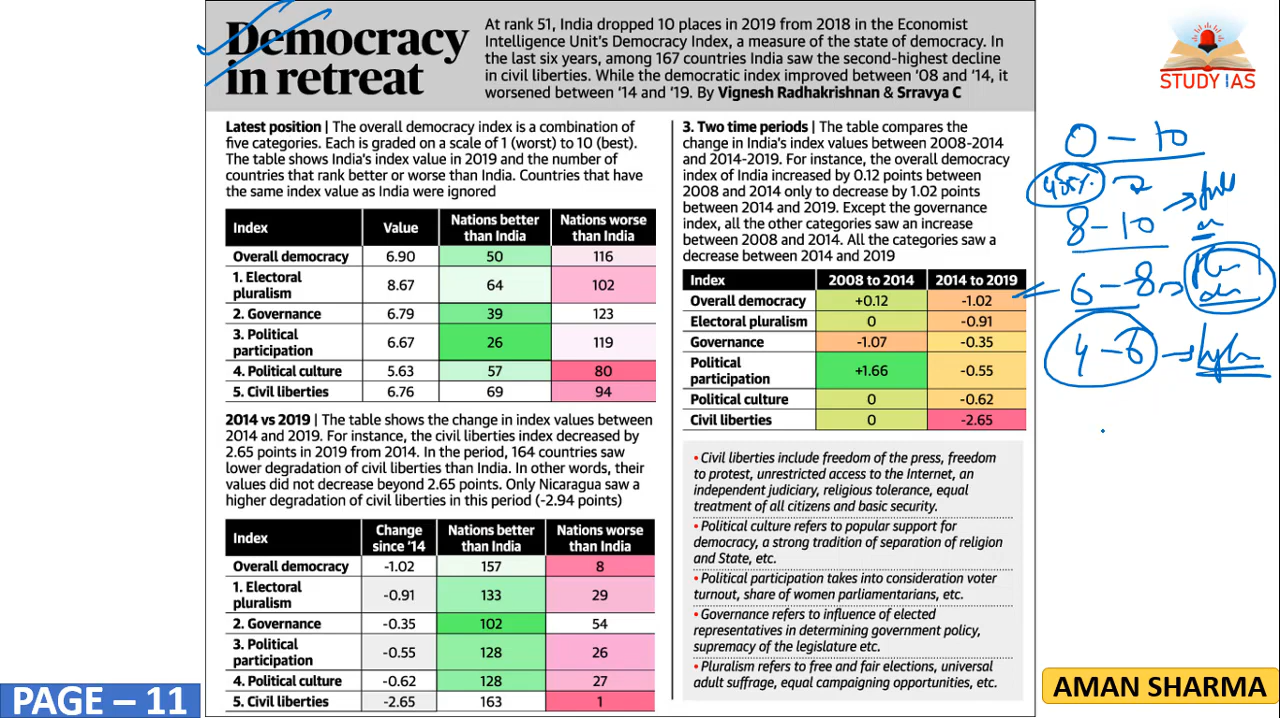 Democracy
in retreat
At rank 51, India dropped 10 places in 2019 from 2018 in the Economist
Intelligence Unit's Democracy Index, a measure of the state of democracy. In
the last six years, among 167 countries India saw the second-highest decline
in civil liberties. While the democratic index improved between '08 and '14, it
worsened between '14 and '19. By Vignesh Radhakrishnan & Srravya C
STUDY IAS
Latest position | The overall democracy index is a combination of
five categories. Each is graded on a scale of 1 (worst) to 10 (best).
The table shows India's index value in 2019 and the number of
countries that rank better or worse than India. Countries that have
the same index value as India were ignored
Index Value Nations better than India Nations worse than India
Overall democracy 6.90 50 116
1. Electoral pluralism 8.67 64 102
2. Governance 6.79 39 123
3. Political participation 6.67 26 119
4. Political culture 5.63 57 80
5. Civil liberties 6.76 69 94
2014 vs 2019 | The table shows the change in index values between
2014 and 2019. For instance, the civil liberties index decreased by
2.65 points in 2019 from 2014. In the period, 164 countries saw
lower degradation of civil liberties than India. In other words, their
values did not decrease beyond 2.65 points. Only Nicaragua saw a
higher degradation of civil liberties in this period (-2.94 points)
Index Change since '14 Nations better than India Nations worse than India
Overall democracy -1.02 157 8
1. Electoral pluralism -0.91 133 29
2. Governance -0.35 102 54
3. Political participation -0.55 128 26
4. Political culture -0.62 128 27
5. Civil liberties -2.65 163 1
3. Two time periods | The table compares the
change in India's index values between 2008-2014
and 2014-2019. For instance, the overall democracy
index of India increased by 0.12 points between
2008 and 2014 only to decrease by 1.02 points
between 2014 and 2019. Except the governance
index, all the other categories saw an increase
between 2008 and 2014. All the categories saw a
decrease between 2014 and 2019
Index 2008 to 2014 2014 to 2019
Overall democracy +0.12 -1.02
Electoral pluralism 0 -0.91
Governance -1.07 -0.35
Political participation +1.66 -0.55
Political culture 0 -0.62
Civil liberties 0 -2.65
• Civil liberties include freedom of the press, freedom
to protest, unrestricted access to the Internet, an
independent judiciary, religious tolerance, equal
treatment of all citizens and basic security.
• Political culture refers to popular support for
democracy, a strong tradition of separation of religion
and State, etc.
• Political participation takes into consideration voter
turnout, share of women parliamentarians, etc.
• Governance refers to influence of elected
representatives in determining government policy,
supremacy of the legislature etc.
• Pluralism refers to free and fair elections, universal
adult suffrage, equal campaigning opportunities, etc.
0 - 10
8 - 10
6 - 8
4 - 6
PAGE – 11
AMAN SHARMA